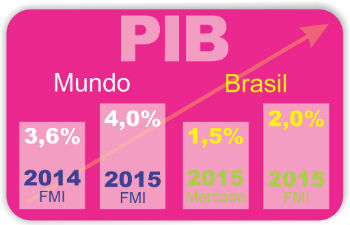 PIB
Mundo
Brasil
3,6%
2014
FMI
4,0%
2015
FMI
1,5%
2015
Mercado
2,0%
2015
FMI